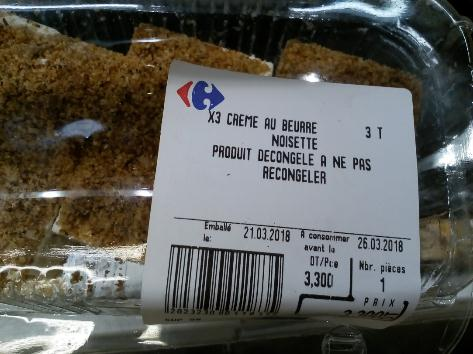 X3 CREME AU BEURRE 3 T
NOISETTE
PRODUIT DECONGELE A NE PAS
RECONGELER
Emballé le: 21.03.2018 A consommer avant le 26.03.2018
DT/Pce Nbr. pièces
3,300 1
PRIX